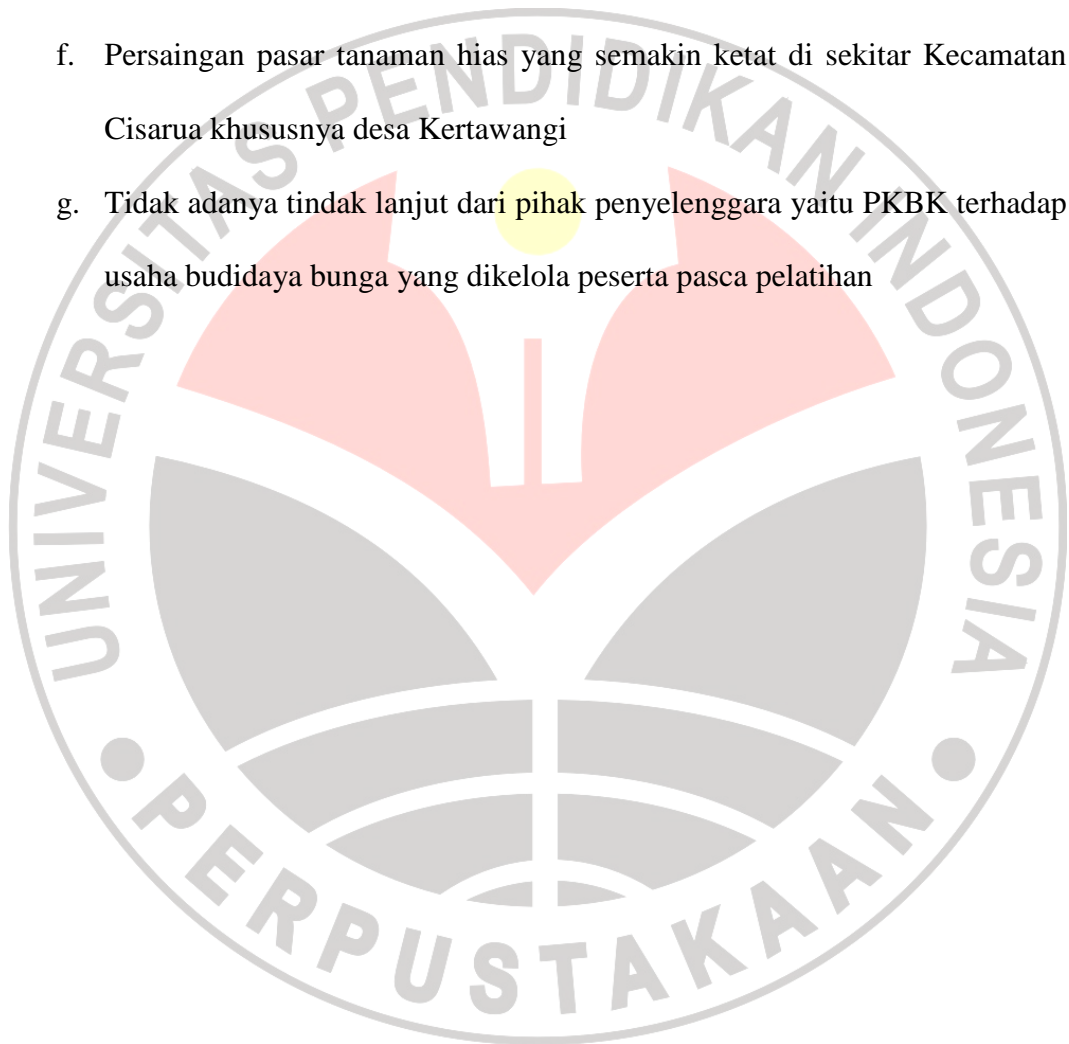 f. Persaingan pasar tanaman hias yang semakin ketat di sekitar Kecamatan
Cisarua khususnya desa Kertawangi
g. Tidak adanya tindak lanjut dari pihak penyelenggara yaitu PKBK terhadap
usaha budidaya bunga yang dikelola peserta pasca pelatihan
UNIVERSITAS PENDIDIKAN INDONESIA
PERPUSTAKAAN